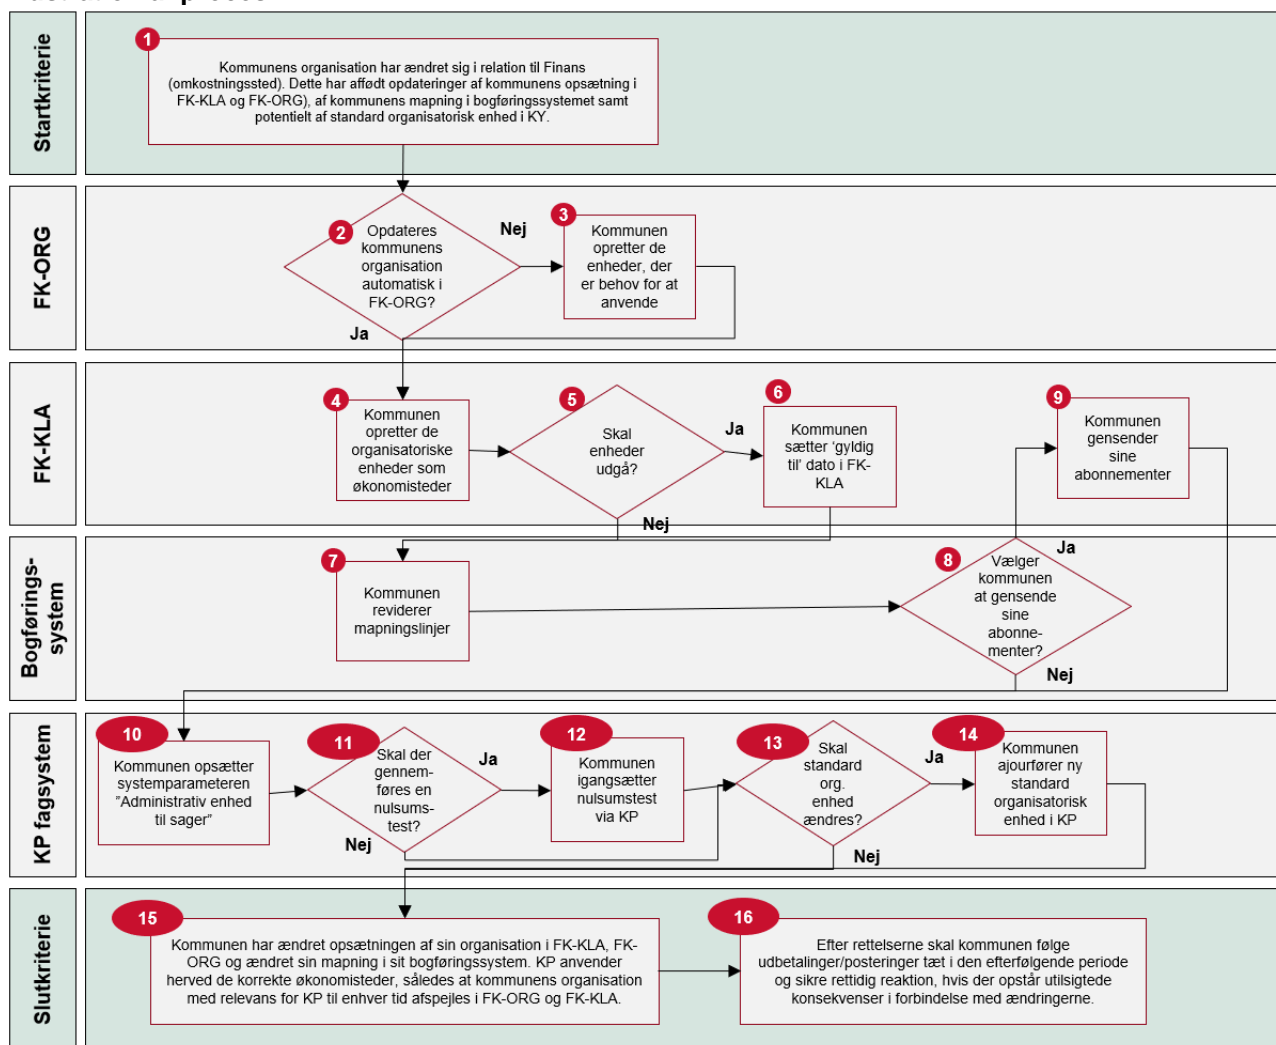 Startkriterie
1
Kommunens organisation har ændret sig i relation til Finans
(omkostningssted). Dette har affødt opdateringer af kommunens opsætning i
FK-KLA og FK-ORG), af kommunens mapning i bogføringssystemet samt
potentielt af standard organisatorisk enhed i KY.
FK-ORG
2
Opdateres
kommunens
organisation
automatisk i
FK-ORG?
Nej
Ja
3
Kommunen
opretter de
enheder, der
er behov for at
anvende
FK-KLA
4
Kommunen
opretter de
organisatoriske
enheder som
økonomisteder
5
Skal
enheder
udgå?
Ja
Nej
6
Kommunen
sætter ’gyldig
til’ dato i FK-
KLA
9
Kommunen
gensender
sine
abonnementer
Bogførings-
system
7
Kommunen
reviderer
mapningslinjer
8
Vælger
kommunen
at gensende
sine
abonne-
menter?
Ja
Nej
KP fagsystem
10
Kommunen opsætter
systemparameteren
”Administrativ enhed
til sager”
11
Skal der
gennem-
føres en
nulsums-
test?
Ja
Nej
12
Kommunen
igangsætter
nulsumstest
via KP
13
Skal
standard
org.
enhed
ændres?
Ja
Nej
14
Kommunen
ajourfører ny
standard
organisatorisk
enhed i KP
Slutkriterie
15
Kommunen har ændret opsætningen af sin organisation i FK-KLA, FK-
ORG og ændret sin mapning i sit bogføringssystem. KP anvender
herved de korrekte økonomisteder, således at kommunens organisation
med relevans for KP til enhver tid afspejles i FK-ORG og FK-KLA.
16
Efter rettelserne skal kommunen følge
udbetalinger/posteringer tæt i den efterfølgende periode
og sikre rettidig reaktion, hvis der opstår utilsigtede
konsekvenser i forbindelse med ændringerne.